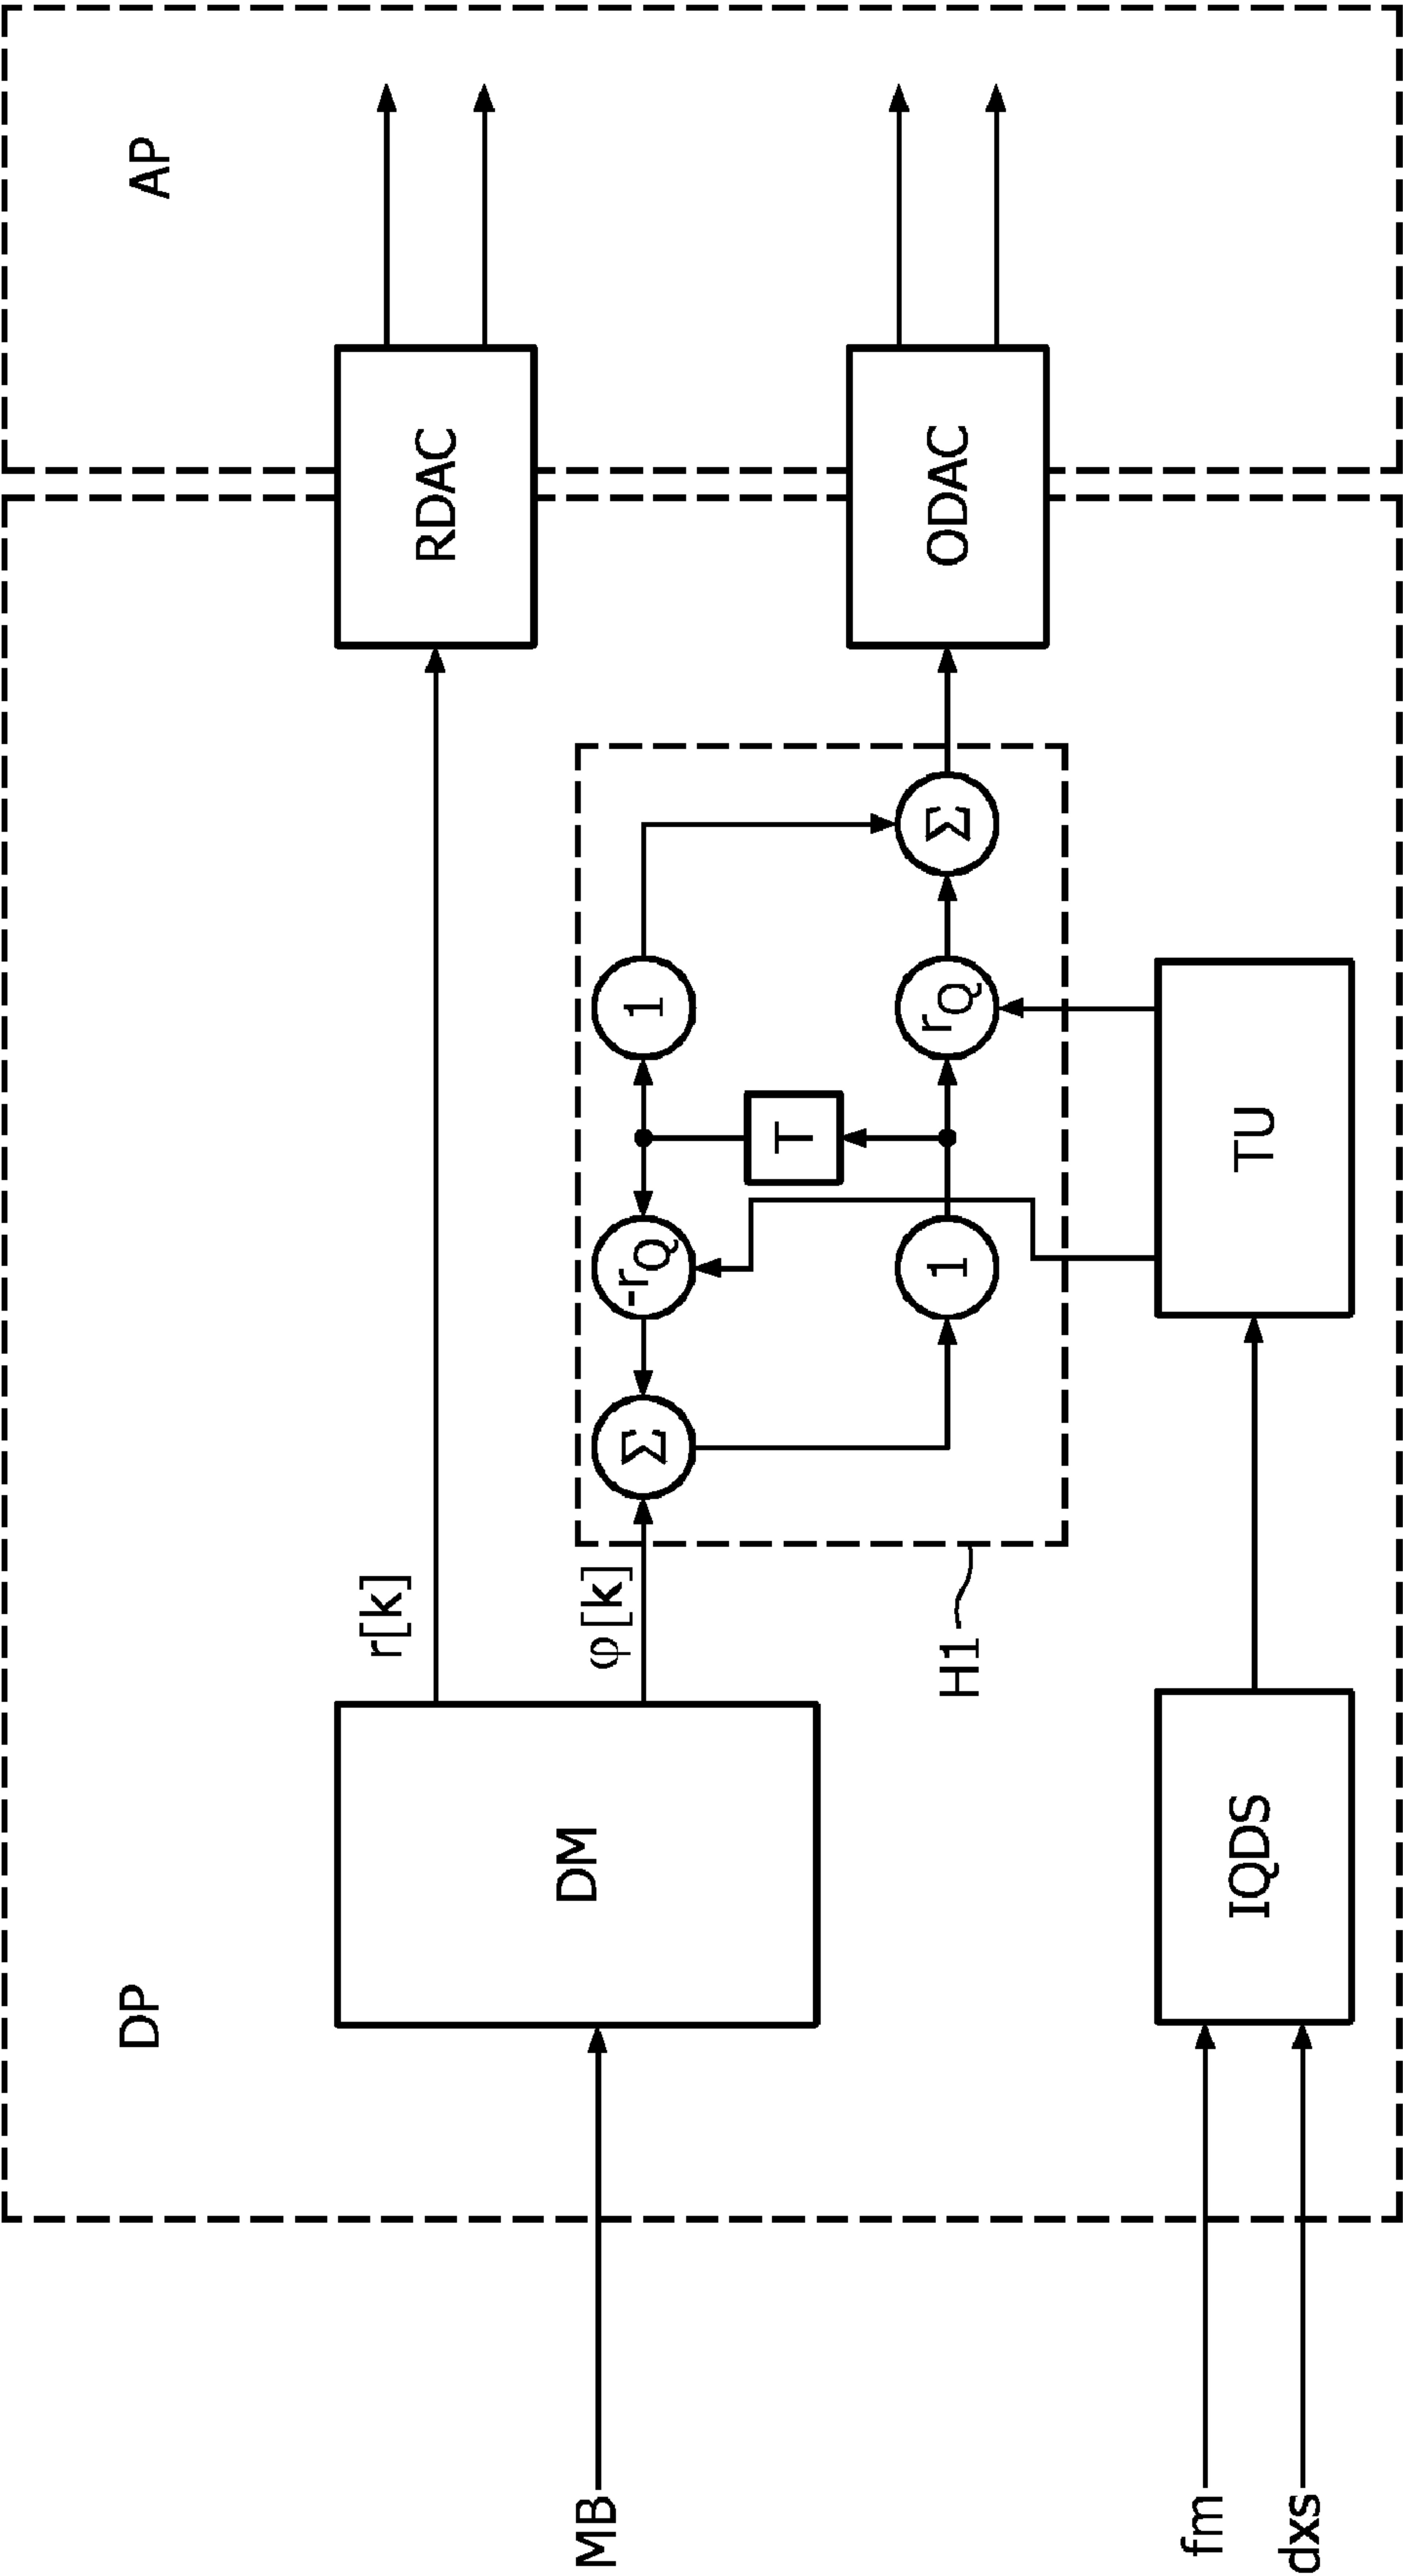 DP
AP
MB
DM
r[k]
φ[k]
RDAC
H1
Σ
-rQ
1
T
1
rQ
Σ
ODAC
fm
dxs
IQDS
TU